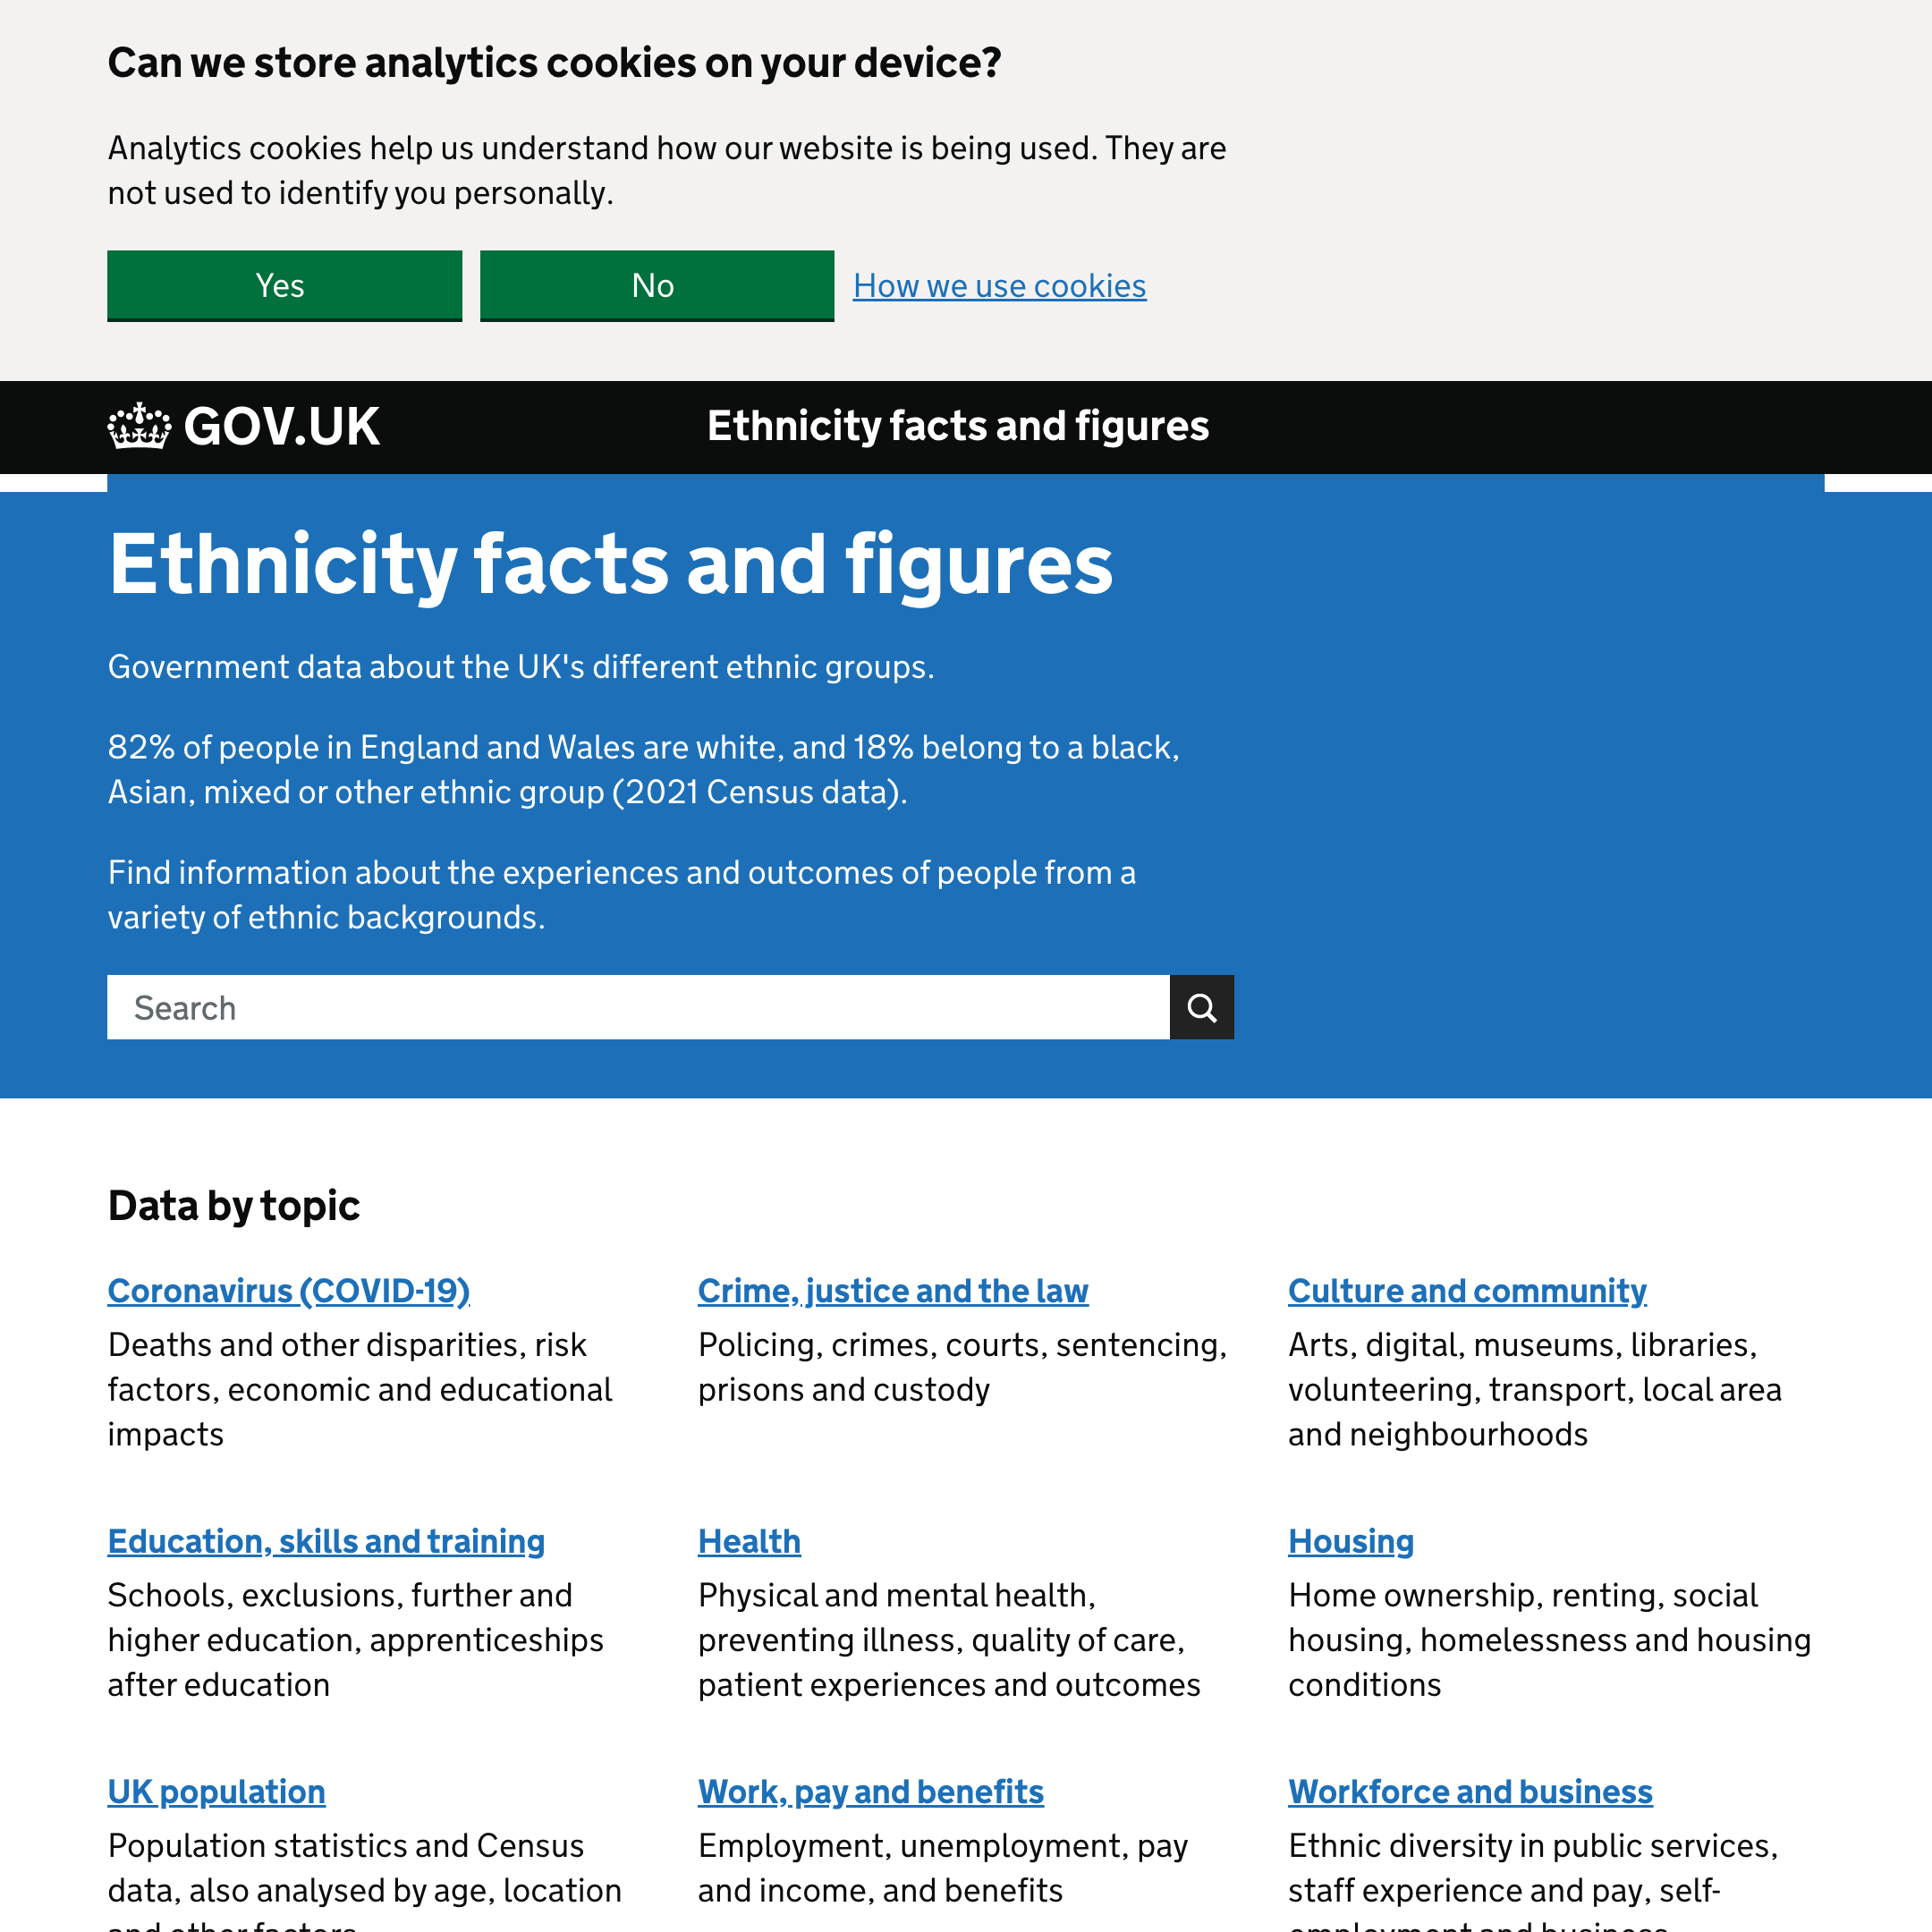 Can we store analytics cookies on your device?
Analytics cookies help us understand how our website is being used. They are
not used to identify you personally.
Yes
No
How we use cookies
GOV.UK
Ethnicity facts and figures
Ethnicity facts and figures
Government data about the UK's different ethnic groups.
82% of people in England and Wales are white, and 18% belong to a black,
Asian, mixed or other ethnic group (2021 Census data).
Find information about the experiences and outcomes of people from a
variety of ethnic backgrounds.
Search
Data by topic
Coronavirus (COVID-19)
Deaths and other disparities, risk
factors, economic and educational
impacts
Crime, justice and the law
Policing, crimes, courts, sentencing,
prisons and custody
Culture and community
Arts, digital, museums, libraries,
volunteering, transport, local area
and neighbourhoods
Education, skills and training
Schools, exclusions, further and
higher education, apprenticeships
after education
Health
Physical and mental health,
preventing illness, quality of care,
patient experiences and outcomes
Housing
Home ownership, renting, social
housing, homelessness and housing
conditions
UK population
Population statistics and Census
data, also analysed by age, location
and other factors
Work, pay and benefits
Employment, unemployment, pay
and income, and benefits
Workforce and business
Ethnic diversity in public services,
staff experience and pay, self-
employment and business